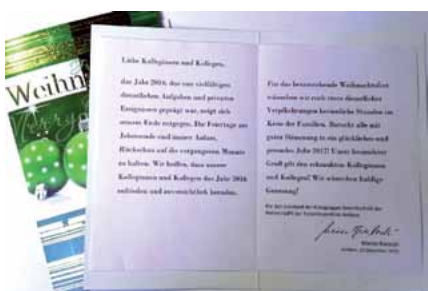 Weihn
Liebe Kolleginnen und Kollegen,
das Jahr 2016, das von vielfältigen
dienstlichen Aufgaben und privaten
Ereignissen geprägt war, neigt sich
seinem Ende entgegen. Die Feiertage am
Jahresende sind immer Anlass,
Rückschau auf die vergangenen Monate
zu halten. Wir hoffen, dass unsere
Kolleginnen und Kollegen das Jahr 2016
zufrieden und zuversichtlich beenden.
Für das bevorstehende Weihnachtsfest
wünschen wir euch trotz dienstlicher
Verpflichtungen besinnliche Stunden im
Kreise der Familien. Rutscht alle mit
guter Stimmung in ein glückliches und
gesundes Jahr 2017! Unser besonderer
Gruß gilt den erkrankten Kolleginnen
und Kollegen! Wir wünschen baldige
Genesung!